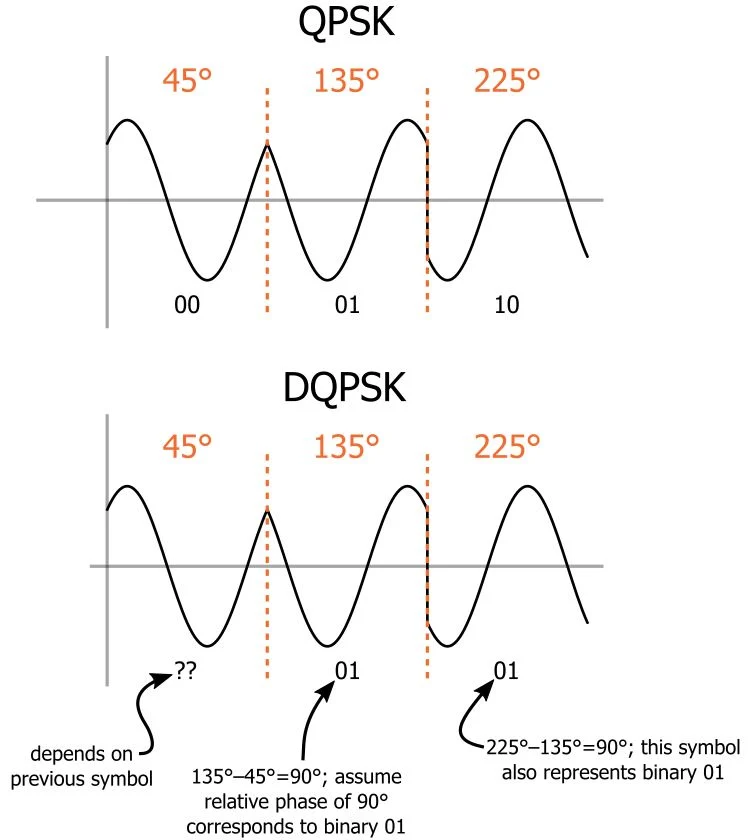 QPSK
45°
135°
225°
00
01
10
DQPSK
45°
135°
225°
??
01
01
depends on
previous symbol
135°–45°=90°; assume
relative phase of 90°
corresponds to binary 01
225°–135°=90°; this symbol
also represents binary 01